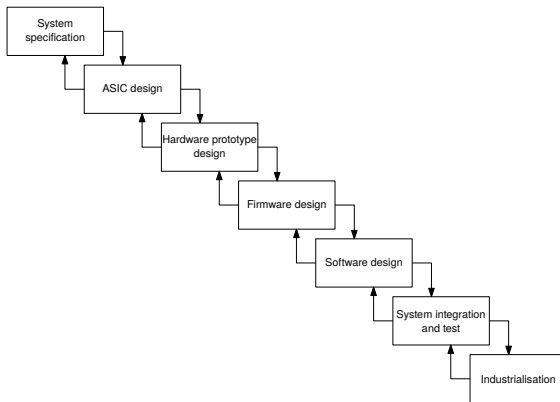 System
specification
ASIC design
Hardware prototype
design
Firmware design
Software design
System integration
and test
Industrialisation